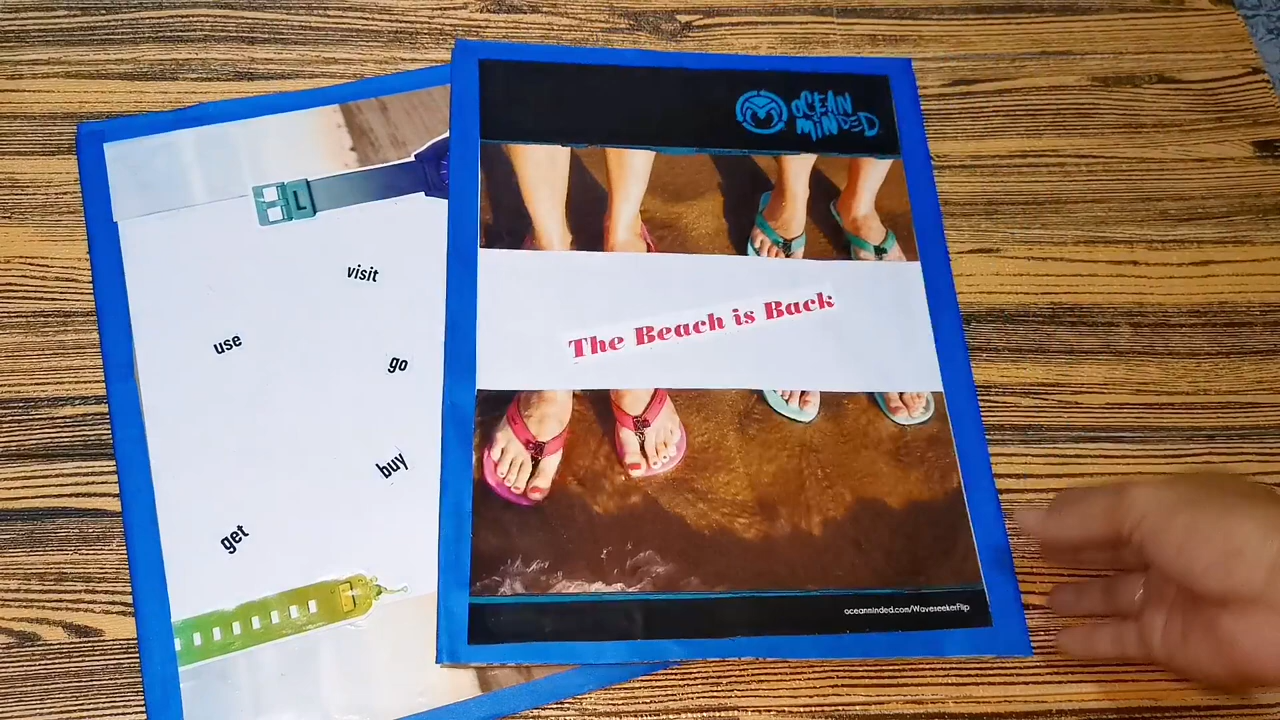 OCEAN
MINDED
visit
use
go
The Beach is Back
buy
get
oceanminded.com/WaveseekerFlip